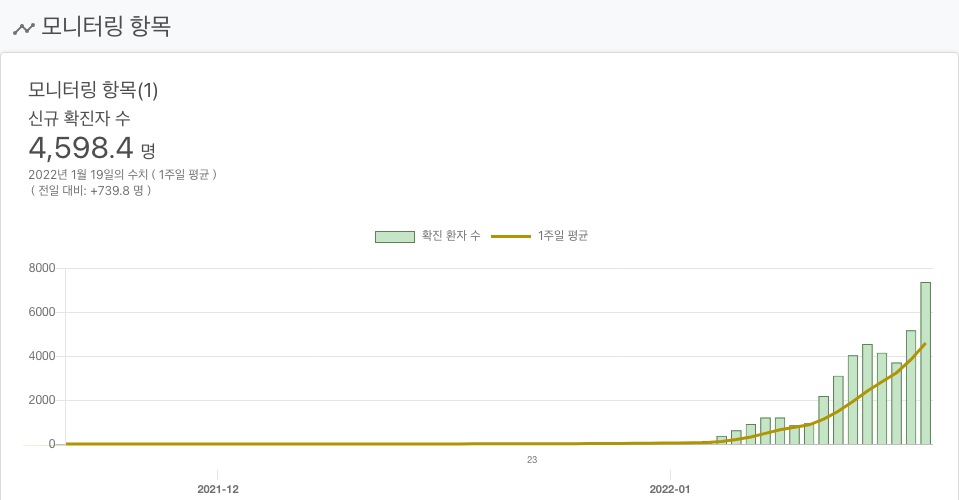 모니터링 항목
모니터링 항목(1)
신규 확진자 수
4,598.4 명
2022년 1월 19일의 수치 ( 1주일 평균 )
( 전일 대비: +739.8 명 )
확진 환자 수 1주일 평균
8000
6000
4000
2000
0
23
2021-12 2022-01